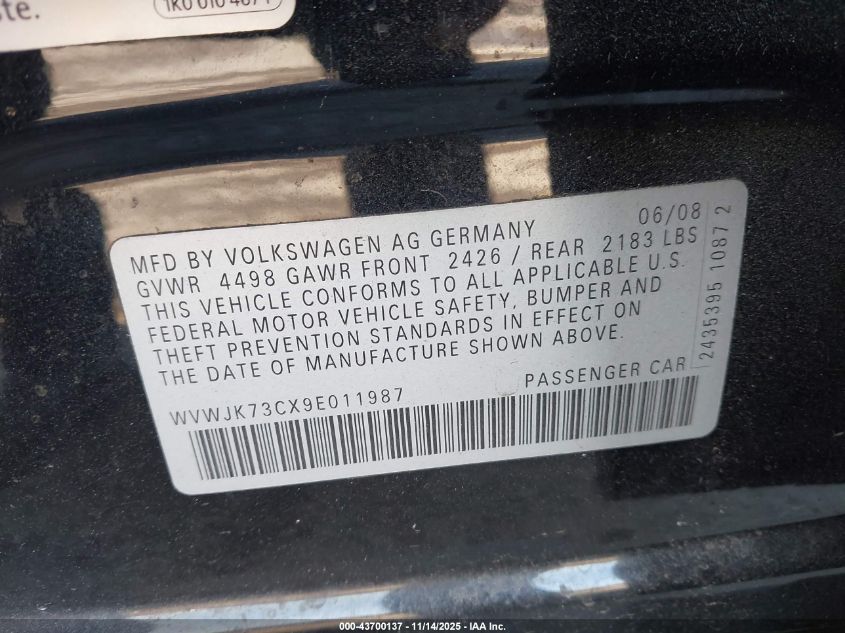 ste.
MFD BY VOLKSWAGEN AG GERMANY 06/08
GVWR 4498 GAWR FRONT 2426 / REAR 2183 LBS
THIS VEHICLE CONFORMS TO ALL APPLICABLE U.S.
FEDERAL MOTOR VEHICLE SAFETY, BUMPER AND
THEFT PREVENTION STANDARDS IN EFFECT ON
THE DATE OF MANUFACTURE SHOWN ABOVE.
PASSENGER CAR
WVWJK73CX9E011987
2435395 1087 2
000-43700137 - 11/14/2025 - IAA Inc.